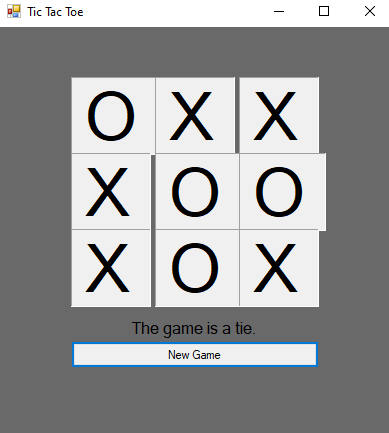 Tic Tac Toe
O X X
X O O
X O X
The game is a tie.
New Game